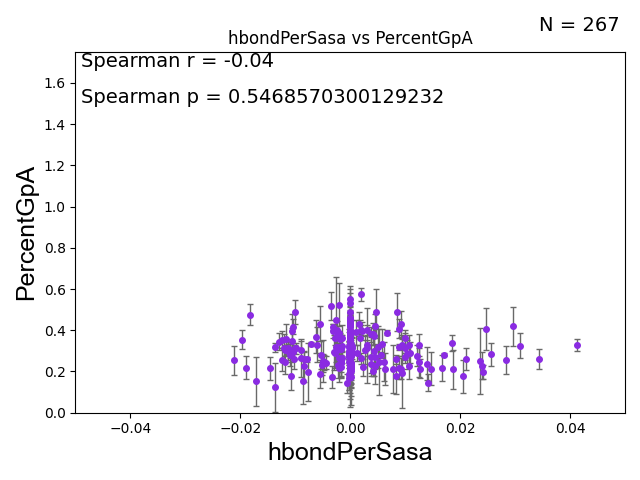 N = 267
hbondPerSasa vs PercentGpA
Spearman r = -0.04
Spearman p = 0.5468570300129232
1.6
1.4
1.2
1.0
0.8
0.6
0.4
0.2
0.0
PercentGpA
−0.04 −0.02 0.00 0.02 0.04
hbondPerSasa